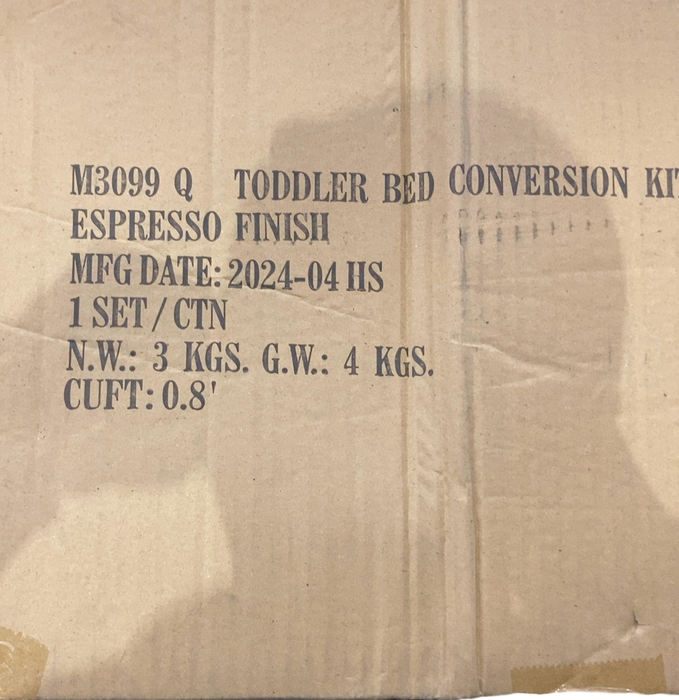 M3099 Q TODDLER BED CONVERSION KI
ESPRESSO FINISH
MFG DATE: 2024-04 HS
1 SET / CTN
N.W.: 3 KGS. G.W.: 4 KGS.
CUFT: 0.8'